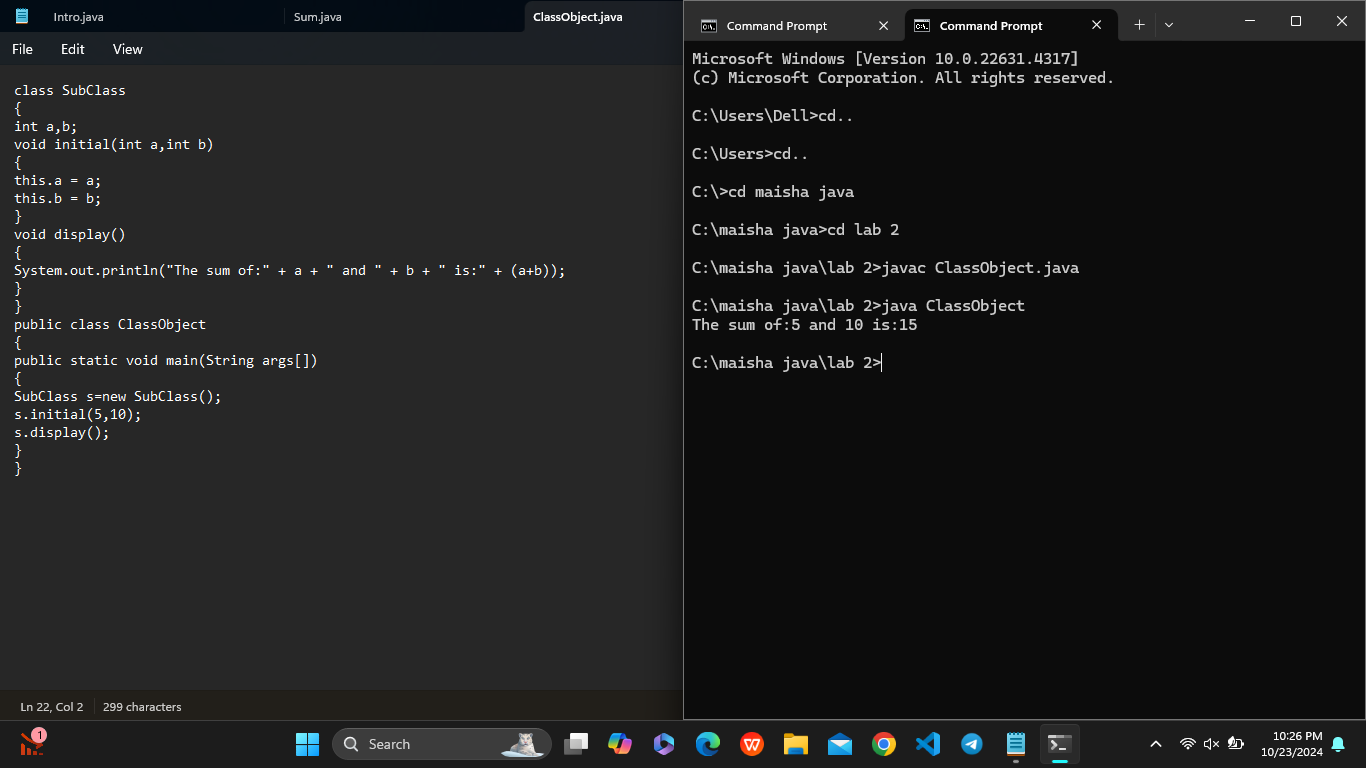 Intro.java
Sum.java
ClassObject.java
File Edit View
class SubClass
{
int a,b;
void initial(int a,int b)
{
this.a = a;
this.b = b;
}
void display()
{
System.out.println("The sum of:" + a + " and " + b + " is:" + (a+b));
}
}
public class ClassObject
{
public static void main(String args[])
{
SubClass s=new SubClass();
s.initial(5,10);
s.display();
}
}
Ln 22, Col 2
299 characters
Command Prompt
Command Prompt
Microsoft Windows [Version 10.0.22631.4317]
(c) Microsoft Corporation. All rights reserved.
C:\Users\Dell>cd..
C:\Users>cd..
C:\>cd maisha java
C:\maisha java>cd lab 2
C:\maisha java\lab 2>javac ClassObject.java
C:\maisha java\lab 2>java ClassObject
The sum of:5 and 10 is:15
C:\maisha java\lab 2>
1
Search
10:26 PM
10/23/2024